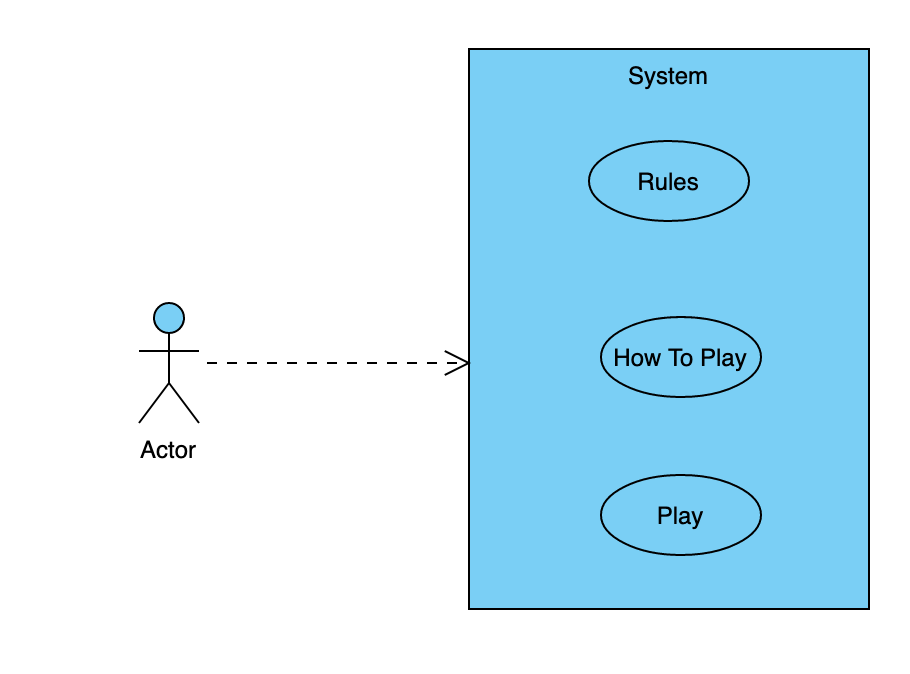 System
Rules
How To Play
Play
Actor